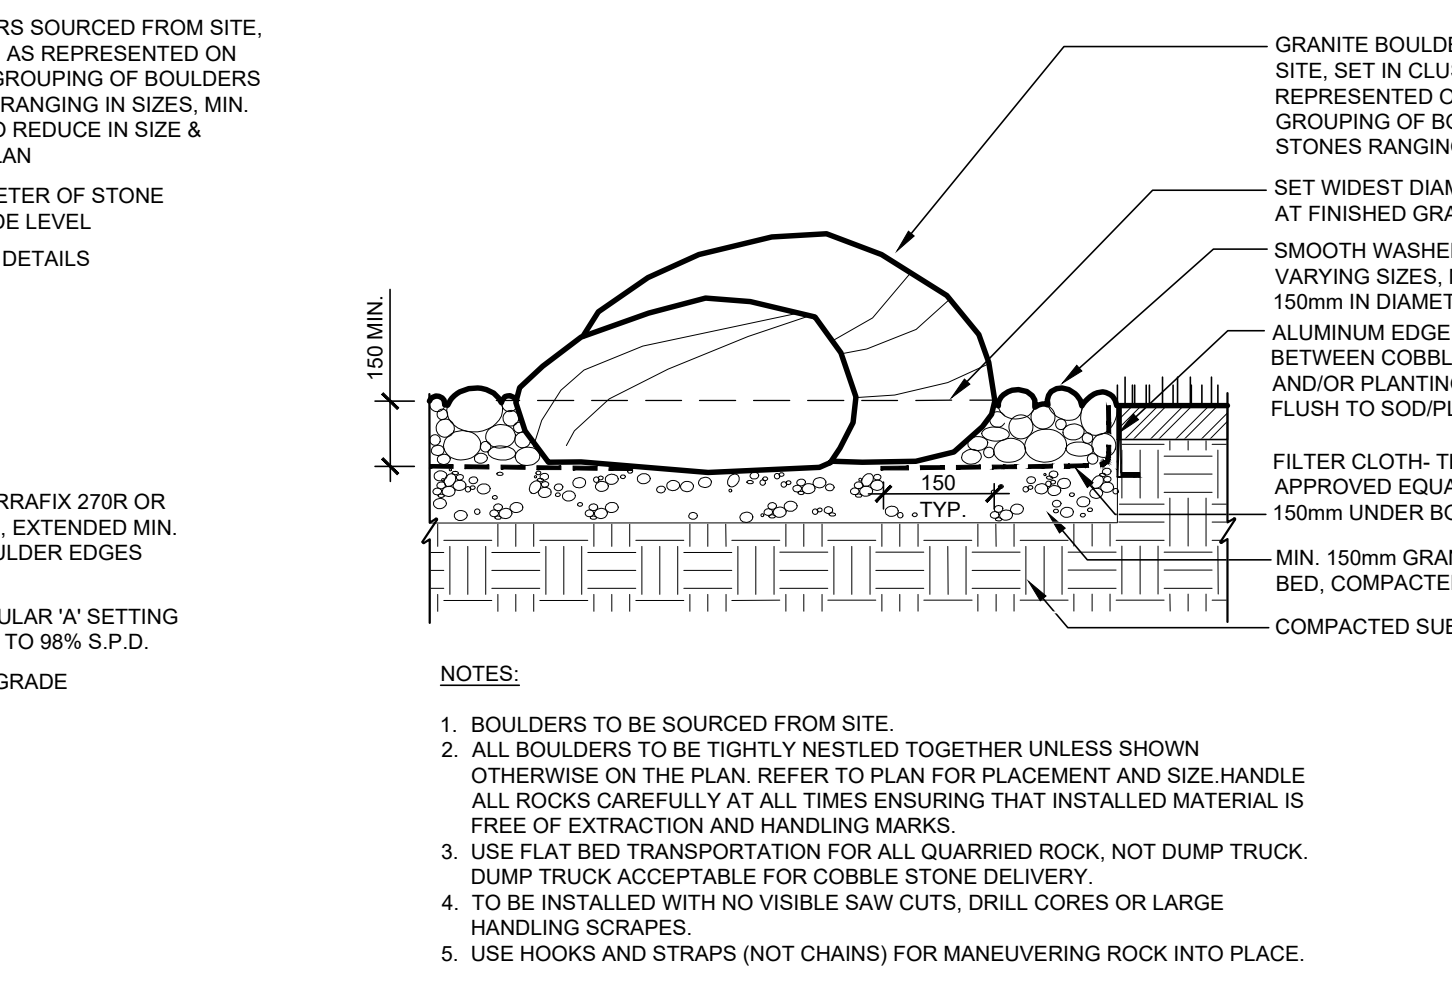 RS SOURCED FROM SITE,
AS REPRESENTED ON
GROUPING OF BOULDERS
RANGING IN SIZES, MIN.
O REDUCE IN SIZE &
LAN
ETER OF STONE
DE LEVEL
DETAILS
RRAFIX 270R OR
, EXTENDED MIN.
ULDER EDGES
ULAR 'A' SETTING
TO 98% S.P.D.
GRADE
150 MIN.
150
TYP.
GRANITE BOULDE
SITE, SET IN CLU
REPRESENTED O
GROUPING OF BO
STONES RANGING
SET WIDEST DIAM
AT FINISHED GRA
SMOOTH WASHE
VARYING SIZES,
150mm IN DIAMET
ALUMINUM EDGE
BETWEEN COBBL
AND/OR PLANTING
FLUSH TO SOD/PL
FILTER CLOTH- TE
APPROVED EQUA
150mm UNDER BO
MIN. 150mm GRAN
BED, COMPACTE
COMPACTED SUB
NOTES:
1. BOULDERS TO BE SOURCED FROM SITE.
2. ALL BOULDERS TO BE TIGHTLY NESTLED TOGETHER UNLESS SHOWN
OTHERWISE ON THE PLAN. REFER TO PLAN FOR PLACEMENT AND SIZE.HANDLE
ALL ROCKS CAREFULLY AT ALL TIMES ENSURING THAT INSTALLED MATERIAL IS
FREE OF EXTRACTION AND HANDLING MARKS.
3. USE FLAT BED TRANSPORTATION FOR ALL QUARRIED ROCK, NOT DUMP TRUCK.
DUMP TRUCK ACCEPTABLE FOR COBBLE STONE DELIVERY.
4. TO BE INSTALLED WITH NO VISIBLE SAW CUTS, DRILL CORES OR LARGE
HANDLING SCRAPES.
5. USE HOOKS AND STRAPS (NOT CHAINS) FOR MANEUVERING ROCK INTO PLACE.